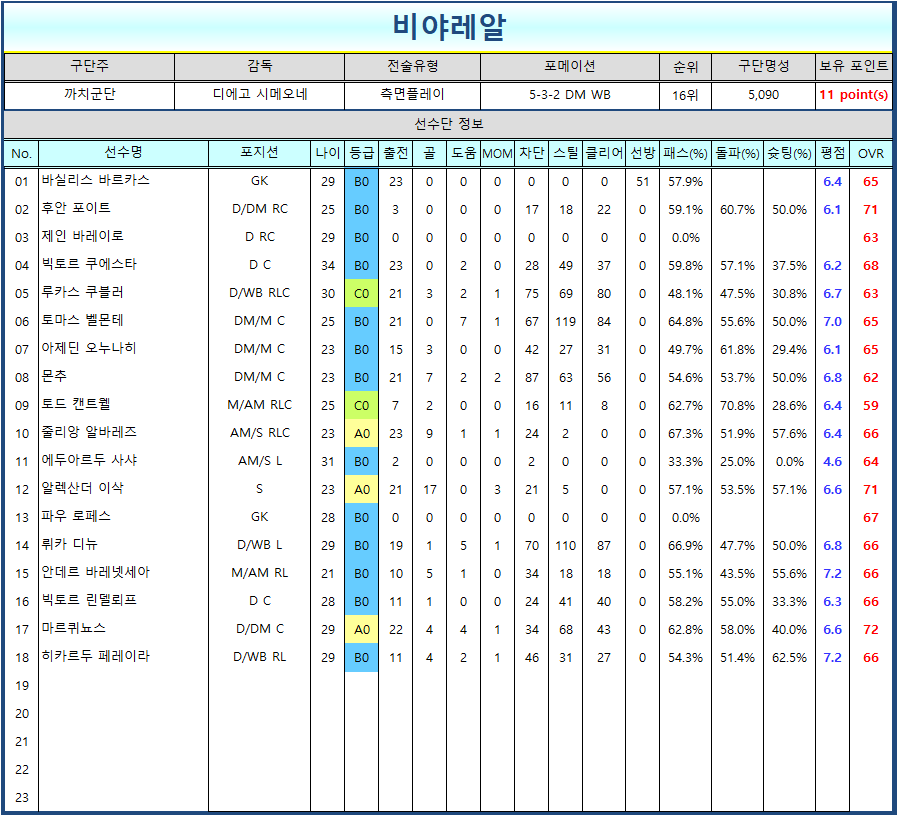 비야레알
구단주 감독 전술유형 포메이션 순위 구단명성 보유 포인트
까치군단 디에고 시메오네 측면플레이 5-3-2 DM WB 16위 5,090 11 point(s)
선수단 정보
No. 선수명 포지션 나이 등급 출전 골 도움 MOM 차단 스틸 클리어 선방 패스(%) 돌파(%) 슛팅(%) 평점 OVR
01 바실리스 바르카스 GK 29 B0 23 0 0 0 0 0 0 51 57.9% 6.4 65
02 후안 포이트 D/DM RC 25 B0 3 0 0 0 17 18 22 0 59.1% 60.7% 50.0% 6.1 71
03 제인 바레이로 D RC 29 B0 0 0 0 0 0 0 0 0 0.0% 63
04 빅토르 쿠에스타 D C 34 B0 23 0 2 0 28 49 37 0 59.8% 57.1% 37.5% 6.2 68
05 루카스 쿠블러 D/WB RLC 30 C0 21 3 2 1 75 69 80 0 48.1% 47.5% 30.8% 6.7 63
06 토마스 벨몬테 DM/M C 25 B0 21 0 7 1 67 119 84 0 64.8% 55.6% 50.0% 7.0 65
07 아제딘 오누나히 DM/M C 23 B0 15 3 0 0 42 27 31 0 49.7% 61.8% 29.4% 6.1 65
08 몬추 DM/M C 23 B0 21 7 2 2 87 63 56 0 54.6% 53.7% 50.0% 6.8 62
09 토드 캔트웰 M/AM RLC 25 C0 7 2 0 0 16 11 8 0 62.7% 70.8% 28.6% 6.4 59
10 줄리앙 알바레즈 AM/S RLC 23 A0 23 9 1 1 24 2 0 0 67.3% 51.9% 57.6% 6.4 66
11 에두아르두 사샤 AM/S L 31 B0 2 0 0 0 2 0 0 0 33.3% 25.0% 0.0% 4.6 64
12 알렉산더 이삭 S 23 A0 21 17 0 3 21 5 0 0 57.1% 53.5% 57.1% 6.6 71
13 파우 로페스 GK 28 B0 0 0 0 0 0 0 0 0 0.0% 67
14 뤼카 디뉴 D/WB L 29 B0 19 1 5 1 70 110 87 0 66.9% 47.7% 50.0% 6.8 66
15 안데르 바레넷세아 M/AM RL 21 B0 10 5 1 0 34 18 18 0 55.1% 43.5% 55.6% 7.2 66
16 빅토르 린델뢰프 D C 28 B0 11 1 0 0 24 41 40 0 58.2% 55.0% 33.3% 6.3 66
17 마르퀴뇨스 D/DM C 29 A0 22 4 4 1 34 68 43 0 62.8% 58.0% 40.0% 6.6 72
18 히카르두 페레이라 D/WB RL 29 B0 11 4 2 1 46 31 27 0 54.3% 51.4% 62.5% 7.2 66
19
20
21
22
23